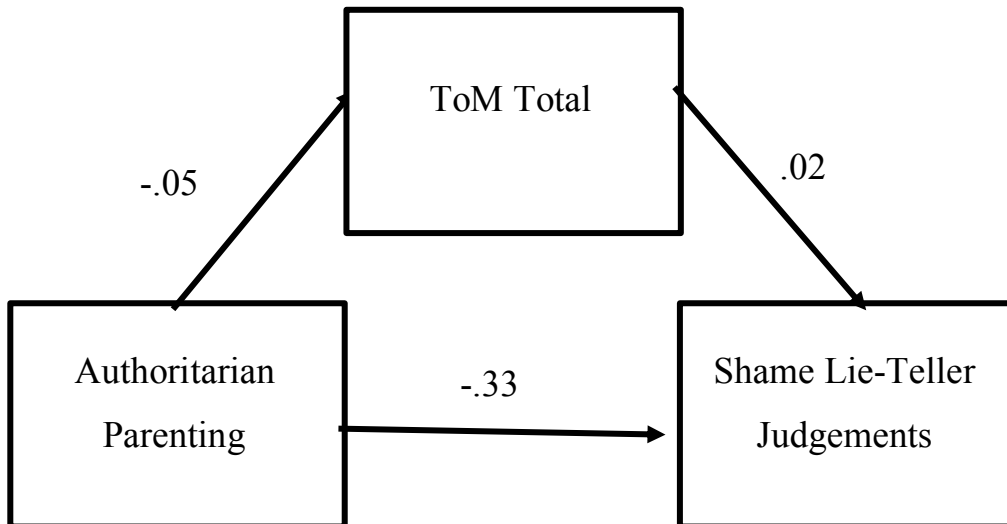 ToM Total
-.05
.02
Authoritarian
Parenting
-.33
Shame Lie-Teller
Judgements